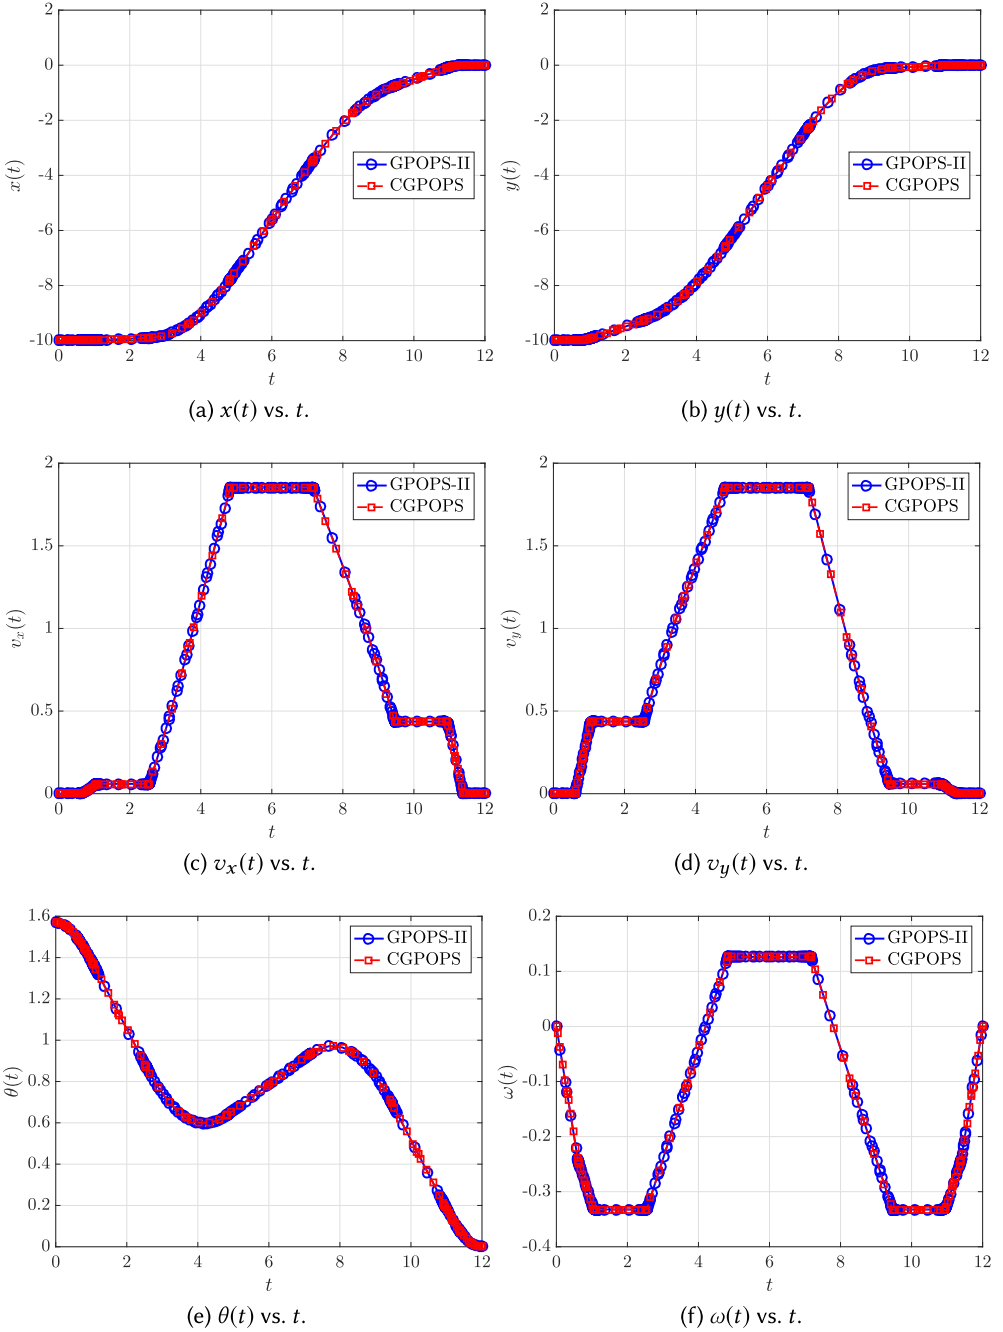 2
0
-2
-4
-6
-8
-10
x(t)
GPOPS-II
CGPOPS
0 2 4 6 8 10 12
t
(a) x(t) vs. t.
2
0
-2
-4
-6
-8
-10
y(t)
GPOPS-II
CGPOPS
0 2 4 6 8 10 12
t
(b) y(t) vs. t.
2
1.5
1
0.5
0
vₓ(t)
GPOPS-II
CGPOPS
0 2 4 6 8 10 12
t
(c) vₓ(t) vs. t.
2
1.5
1
0.5
0
v_y(t)
GPOPS-II
CGPOPS
0 2 4 6 8 10 12
t
(d) v_y(t) vs. t.
1.6
1.4
1.2
1
0.8
0.6
0.4
0.2
0
θ(t)
GPOPS-II
CGPOPS
0 2 4 6 8 10 12
t
(e) θ(t) vs. t.
0.2
0.1
0
-0.1
-0.2
-0.3
-0.4
ω(t)
GPOPS-II
CGPOPS
0 2 4 6 8 10 12
t
(f) ω(t) vs. t.